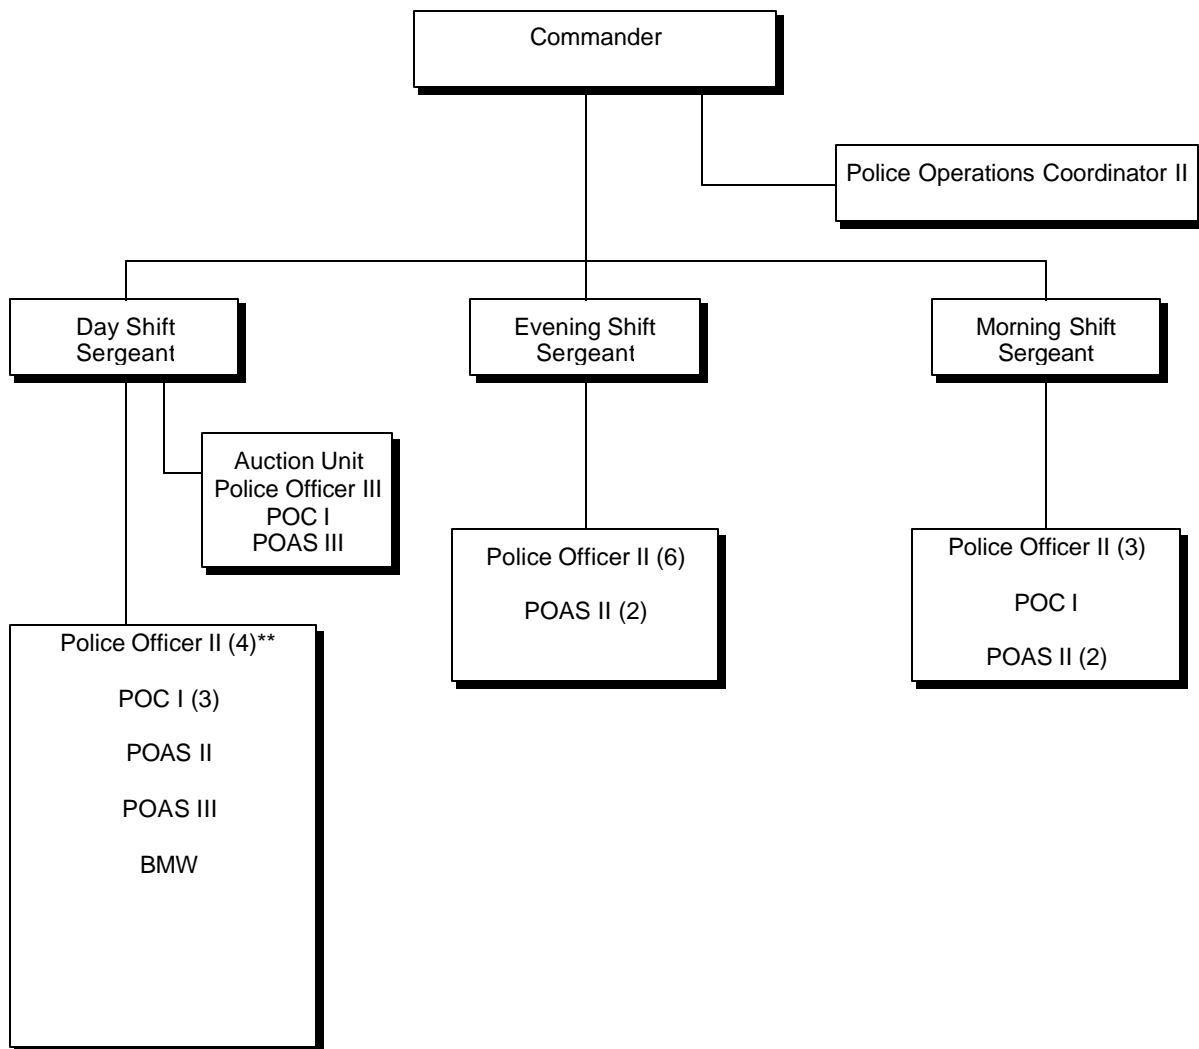 Commander
Police Operations Coordinator II
Day Shift
Sergeant
Evening Shift
Sergeant
Morning Shift
Sergeant
Auction Unit
Police Officer III
POC I
POAS III
Police Officer II (4)**
POC I (3)
POAS II
POAS III
BMW
Police Officer II (6)
POAS II (2)
Police Officer II (3)
POC I
POAS II (2)